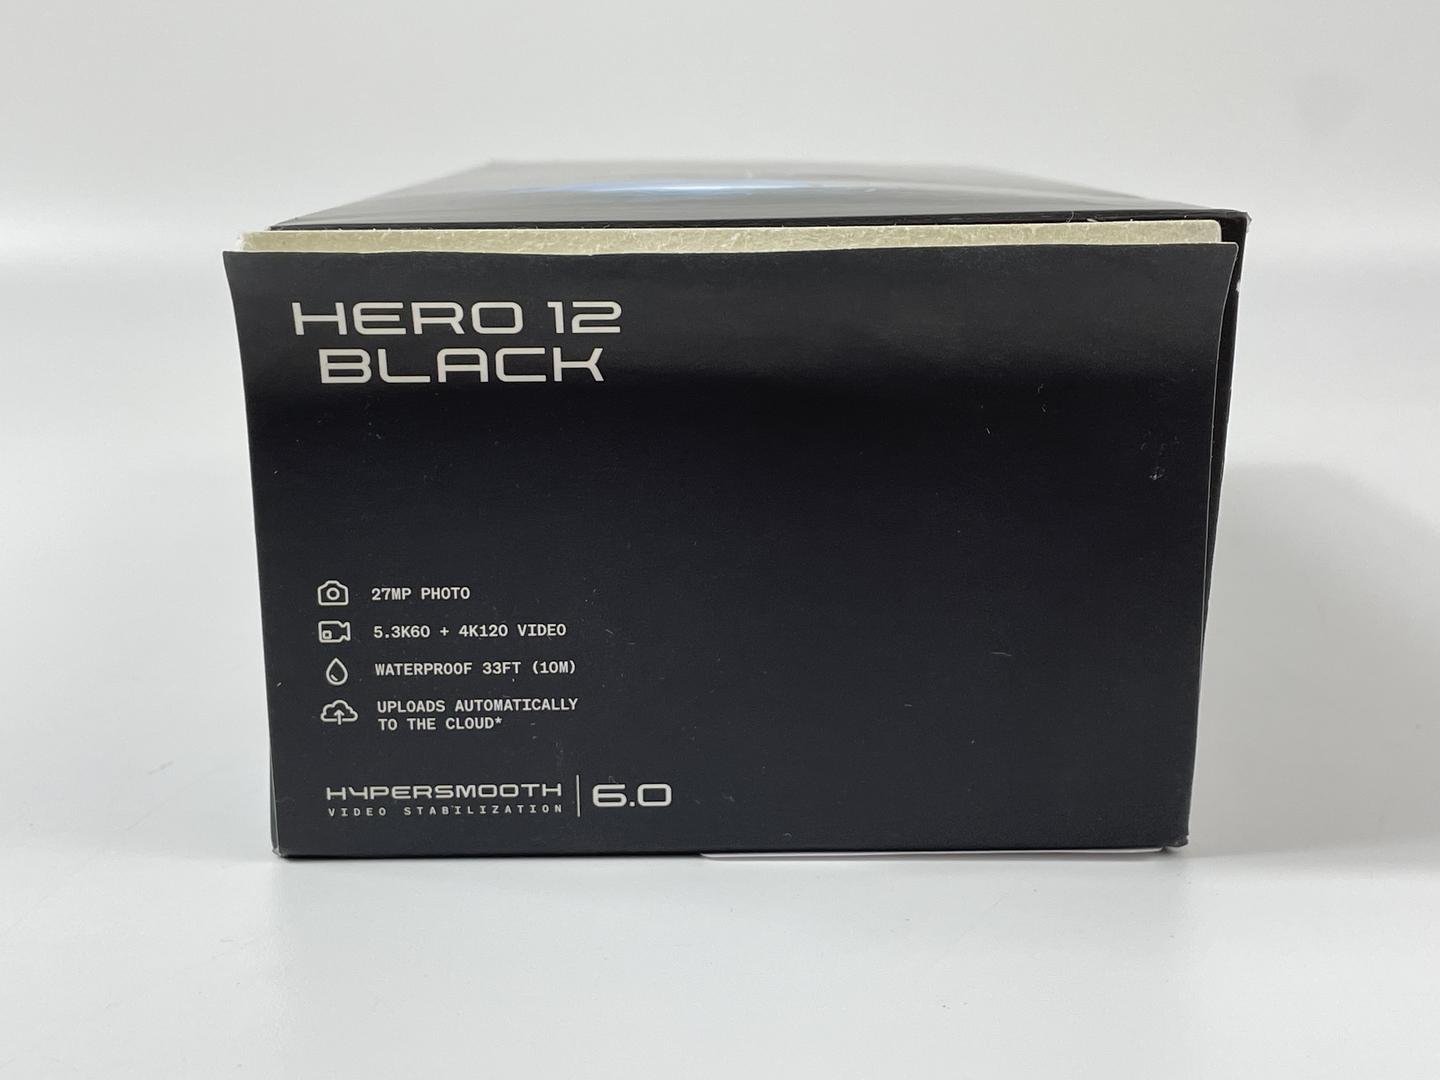 HERO 12
BLACK
27MP PHOTO
5.3K60 + 4K120 VIDEO
WATERPROOF 33FT (10M)
UPLOADS AUTOMATICALLY
TO THE CLOUD*
HYPERSMOOTH
VIDEO STABILIZATION
6.0